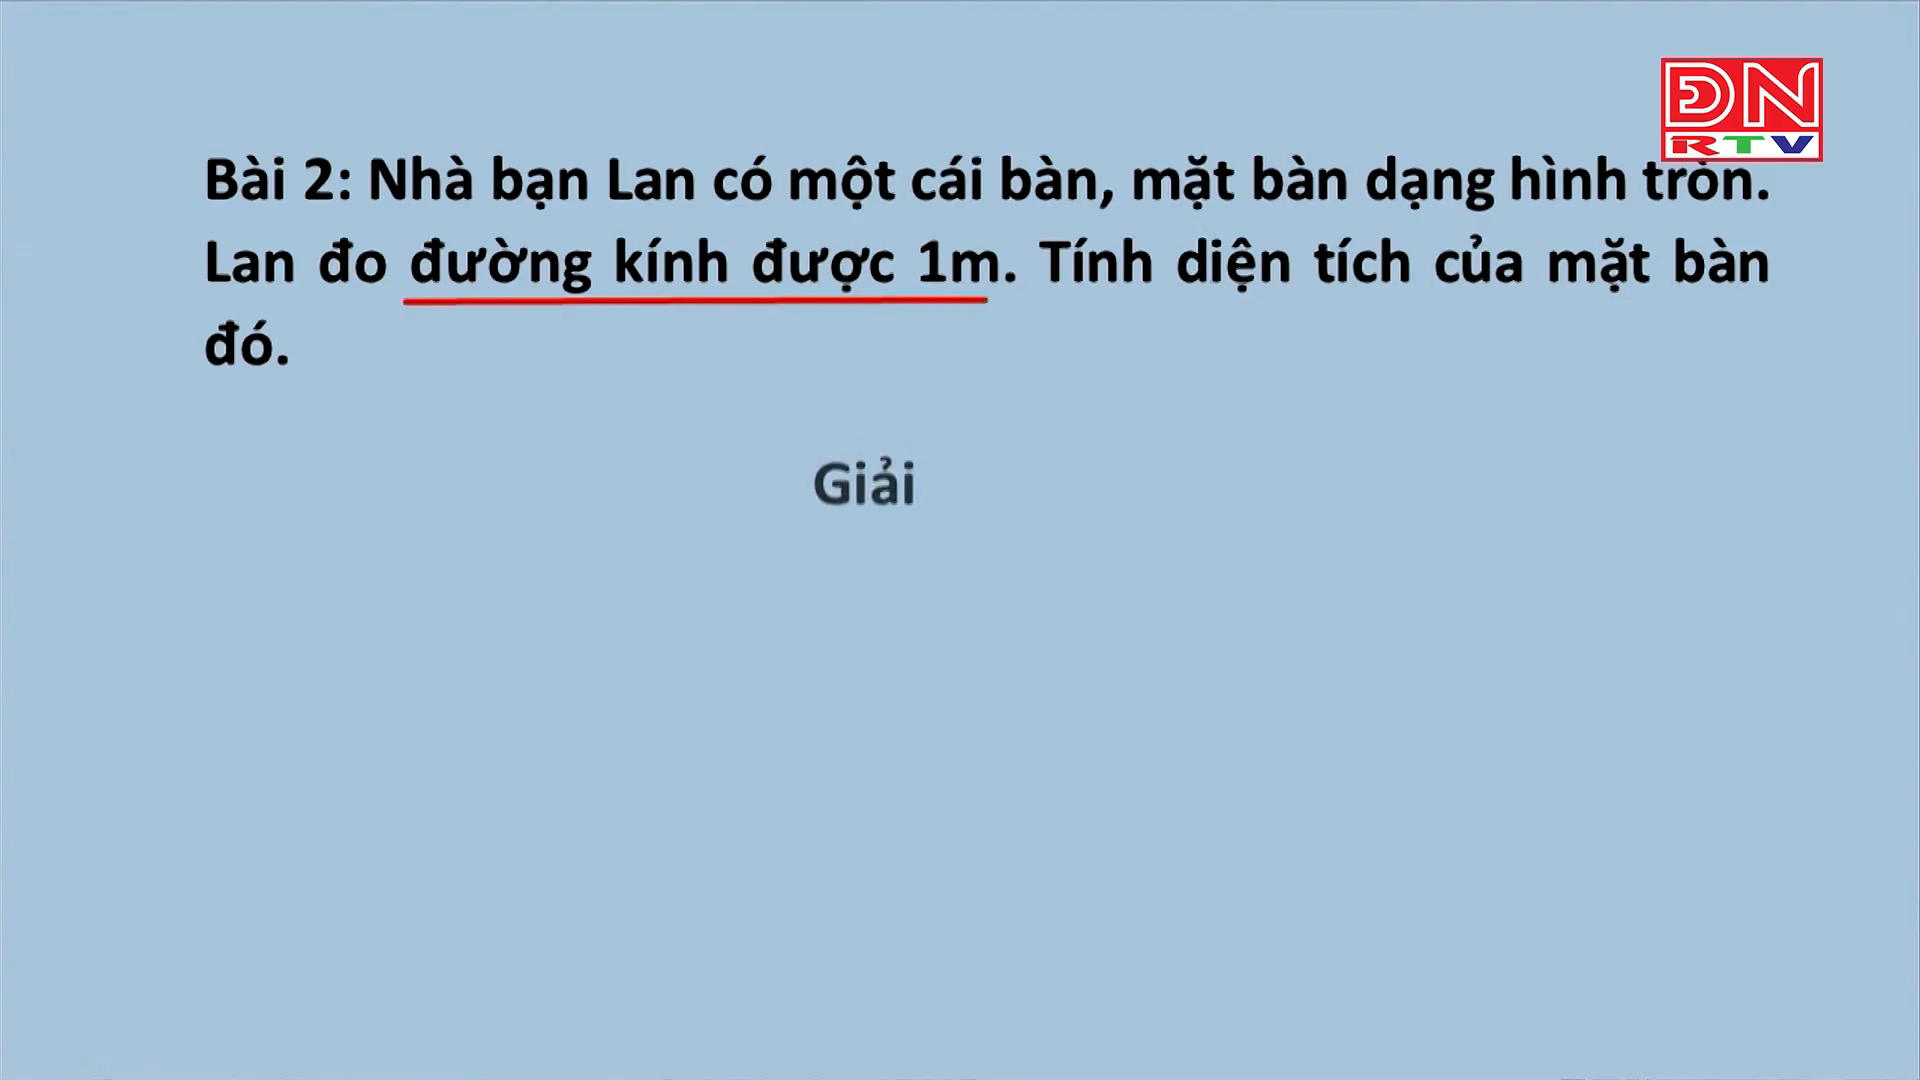 ĐN
RTV
Bài 2: Nhà bạn Lan có một cái bàn, mặt bàn dạng hình tròn.
Lan đo đường kính được 1m. Tính diện tích của mặt bàn
đó.
Giải